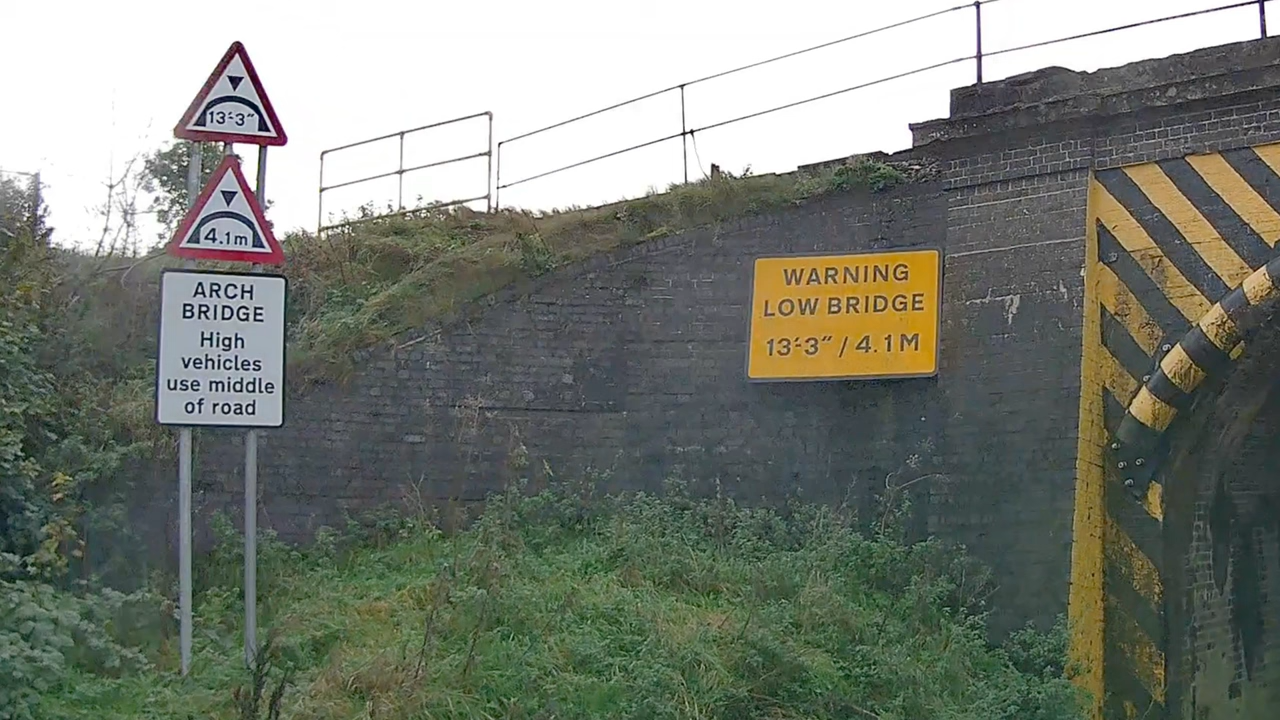 13'-3"
4.1m
ARCH
BRIDGE
High
vehicles
use middle
of road
WARNING
LOW BRIDGE
13'-3" / 4.1M